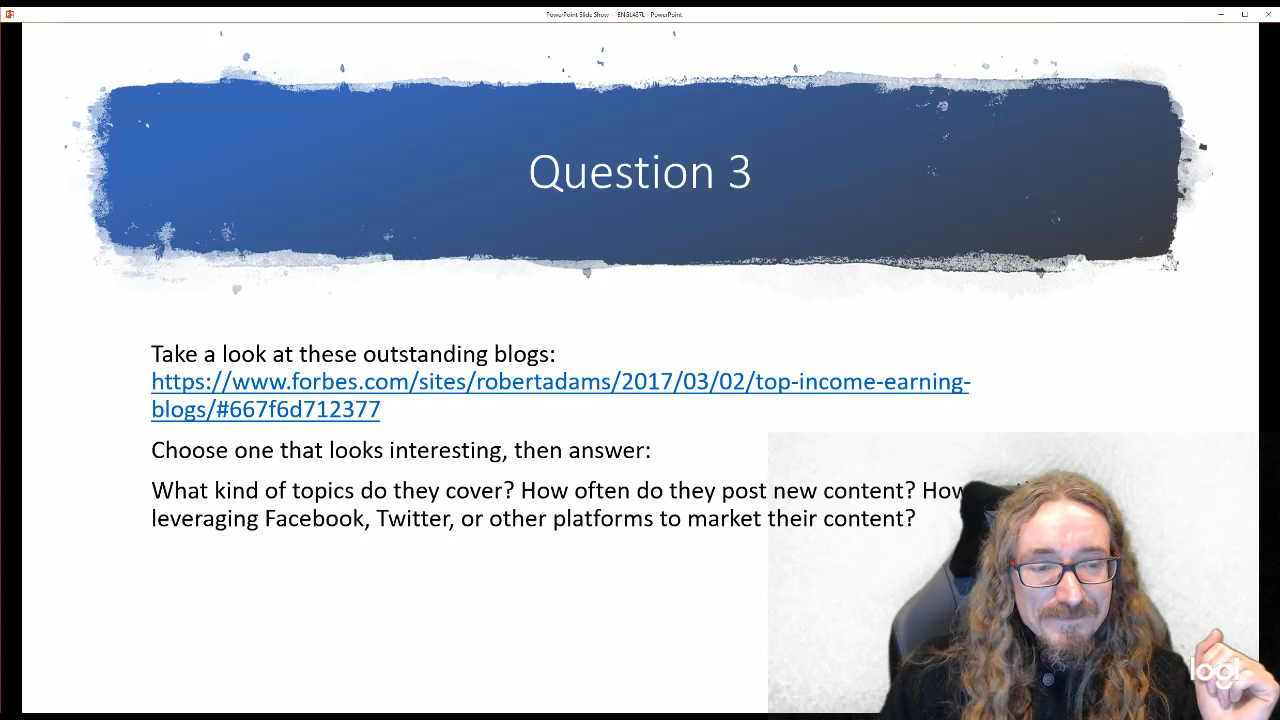 PowerPoint Slide Show - ENGL437L - PowerPoint
Question 3
Take a look at these outstanding blogs:
https://www.forbes.com/sites/robertadams/2017/03/02/top-income-earning-
blogs/#667f6d712377
Choose one that looks interesting, then answer:
What kind of topics do they cover? How often do they post new content? How
leveraging Facebook, Twitter, or other platforms to market their content?
logi